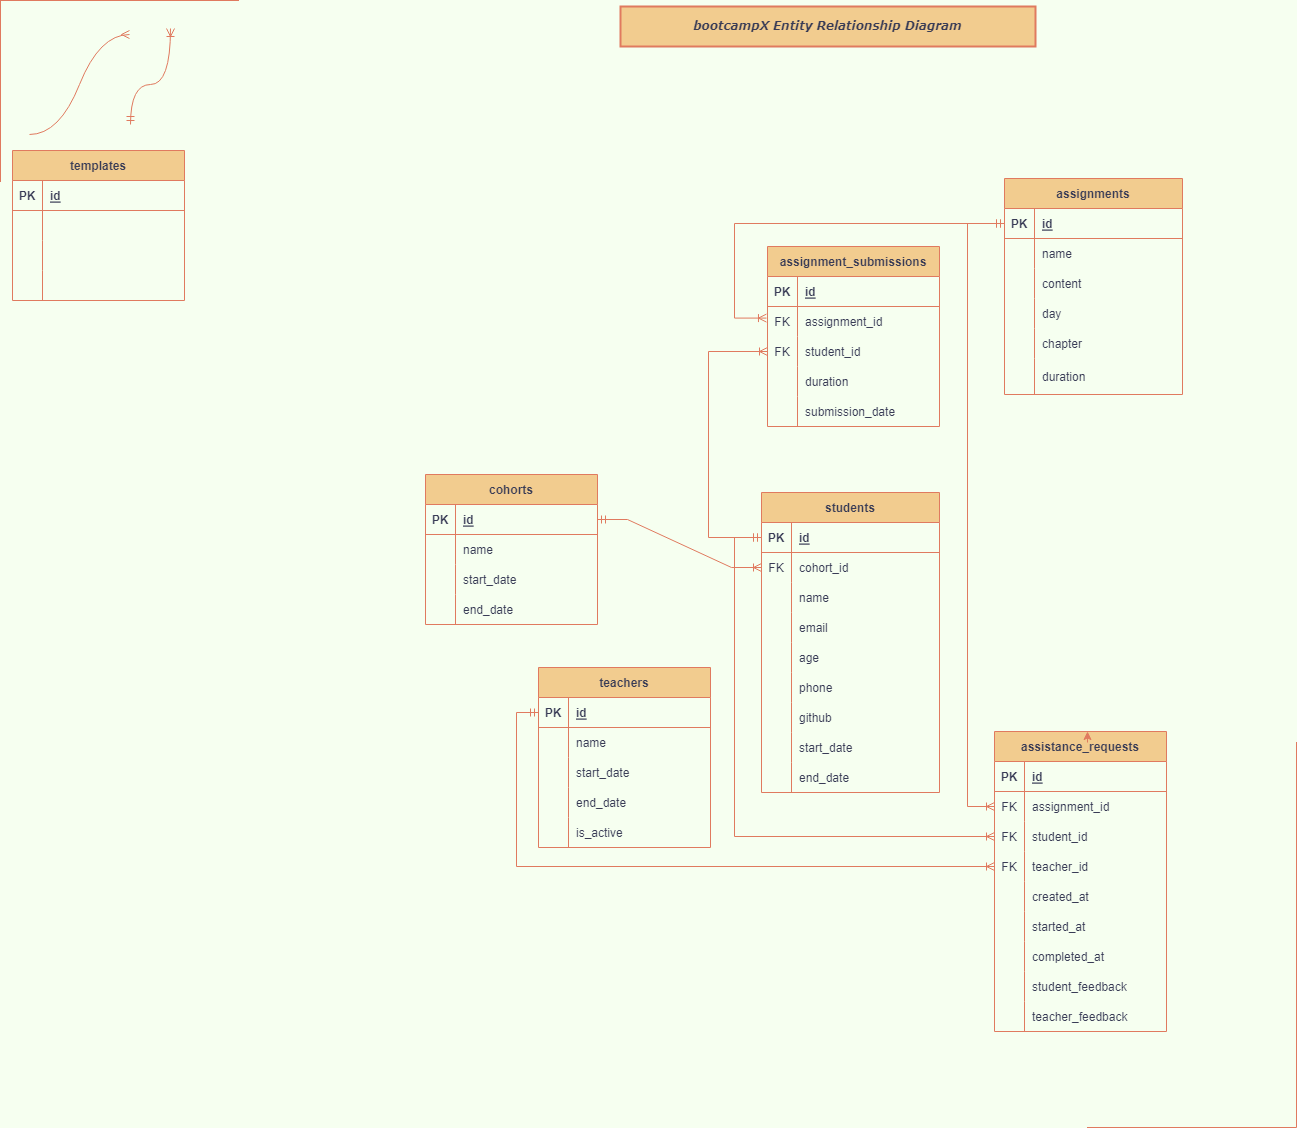 bootcampX Entity Relationship Diagram
templates
PK id
assignments
PK id
name
content
day
chapter
duration
assignment_submissions
PK id
FK assignment_id
FK student_id
duration
submission_date
cohorts
PK id
name
start_date
end_date
students
PK id
FK cohort_id
name
email
age
phone
github
start_date
end_date
teachers
PK id
name
start_date
end_date
is_active
assistance_requests
PK id
FK assignment_id
FK student_id
FK teacher_id
created_at
started_at
completed_at
student_feedback
teacher_feedback